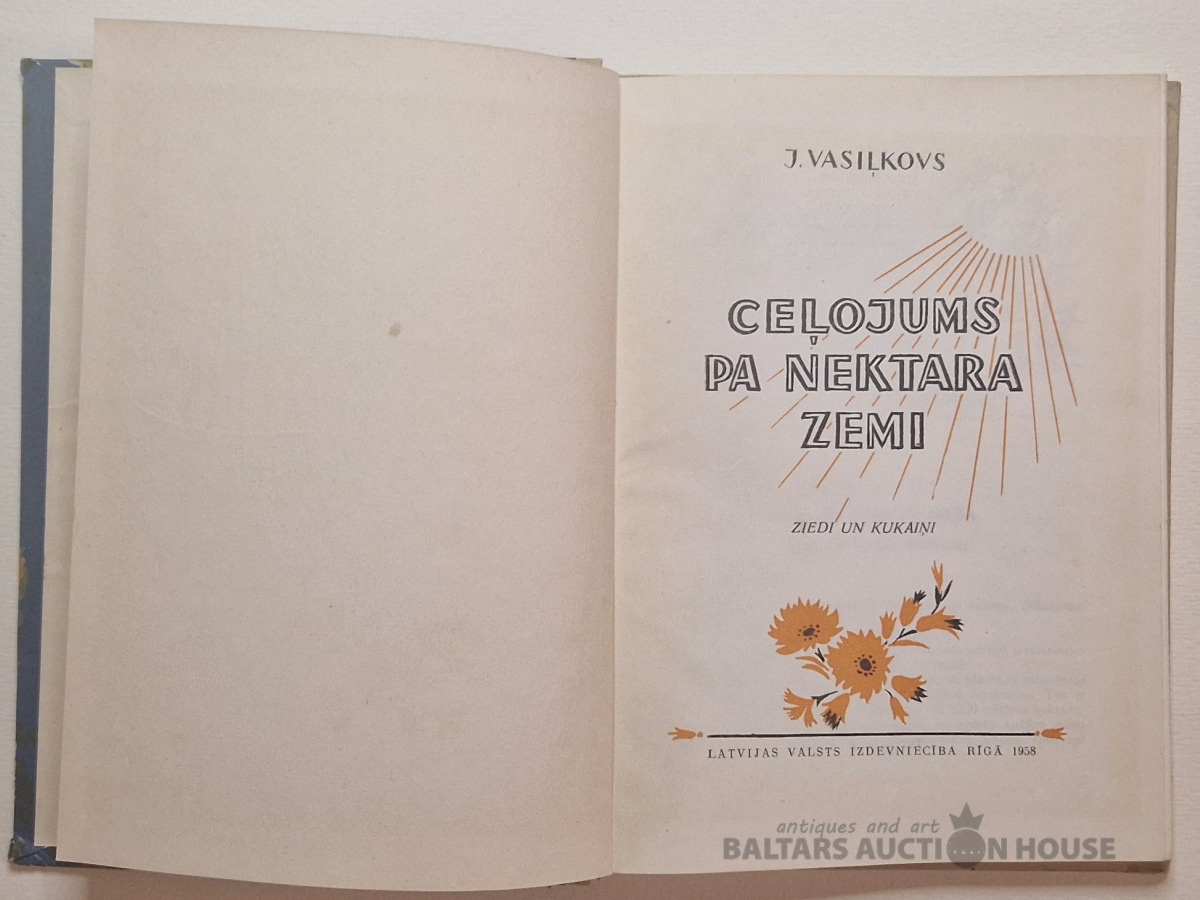 J. VASIĻKOVS
CEĻOJUMS
PA NEKTARA
ZEMI
ZIEDI UN KUKAIŅI
LATVIJAS VALSTS IZDEVNIECĪBA RĪGĀ 1958
antiques and art
BALTARS AUCTION HOUSE